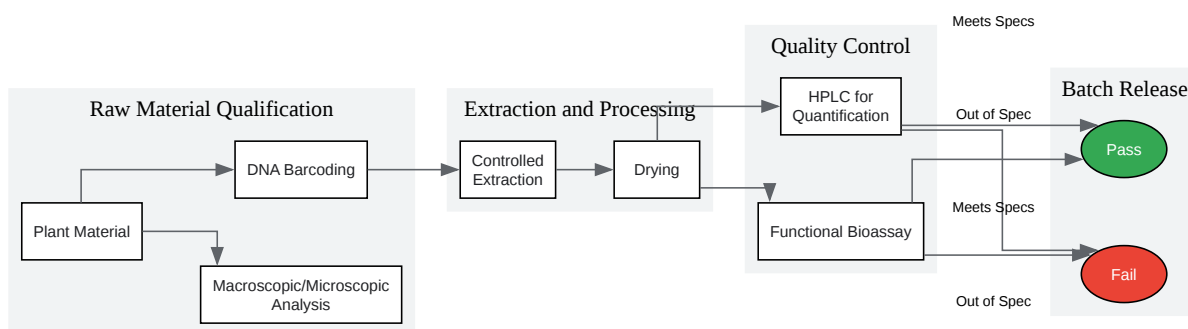 Raw Material Qualification
Plant Material
DNA Barcoding
Macroscopic/Microscopic
Analysis
Extraction and Processing
Controlled
Extraction
Drying
Quality Control
HPLC for
Quantification
Functional Bioassay
Meets Specs
Out of Spec
Meets Specs
Out of Spec
Batch Release
Pass
Fail